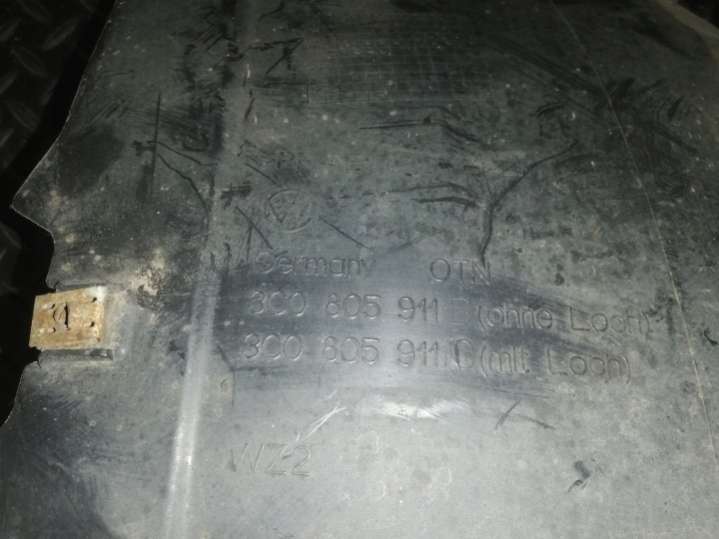 Germany OTN
3C0 805 911 D (ohne Loch)
3C0 805 911 C (mit Loch)
WZ2